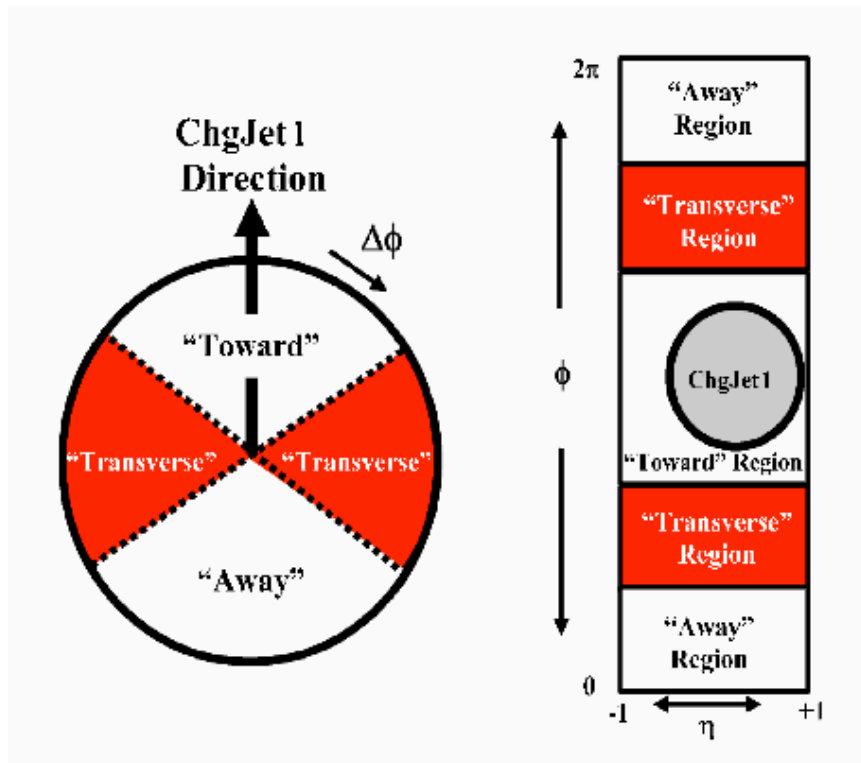 ChgJet 1
Direction
Δϕ
“Toward”
“Transverse” “Transverse”
“Away”
2π
“Away”
Region
“Transverse”
Region
ϕ
ChgJet1
“Toward” Region
“Transverse”
Region
“Away”
Region
0
-1 η +1